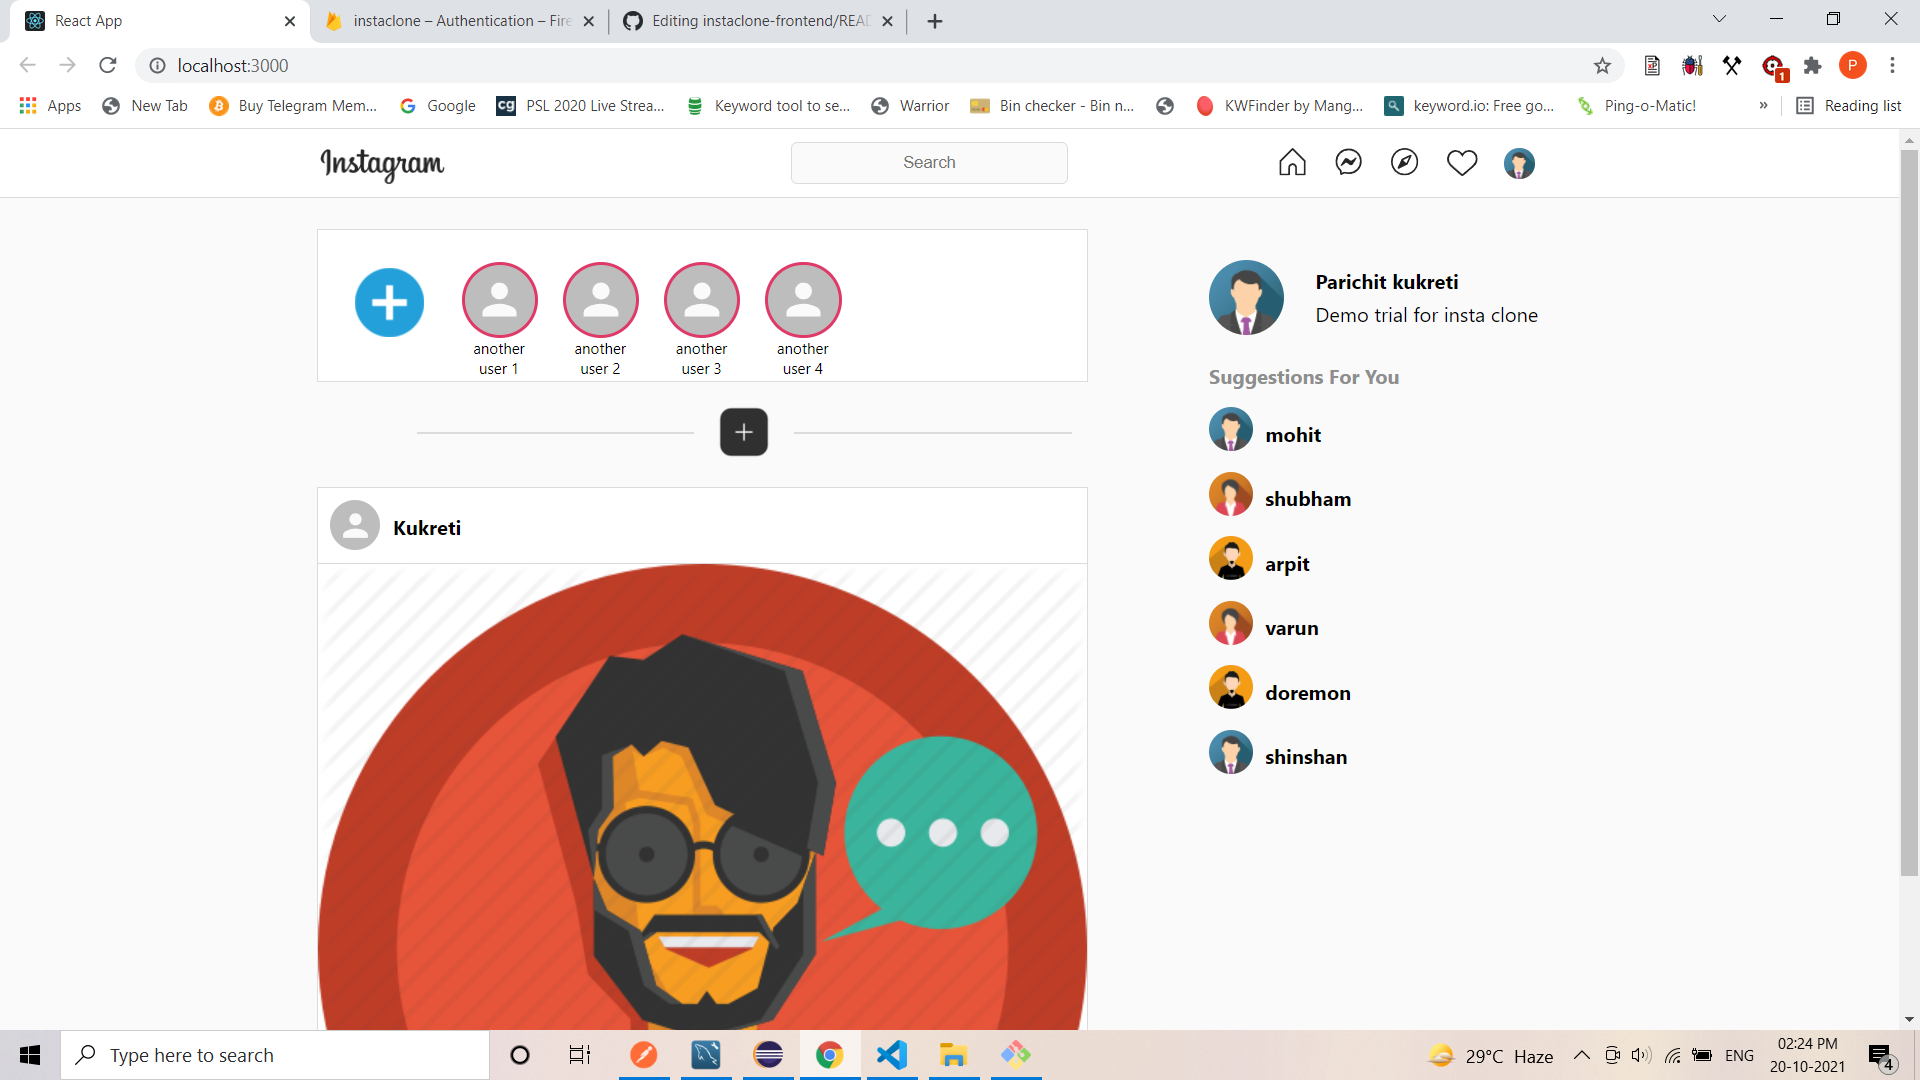 React App
instaclone – Authentication – Fire
Editing instaclone-frontend/READ
localhost:3000
1
P
Apps
New Tab
Buy Telegram Mem...
Google
cg
PSL 2020 Live Strea...
Keyword tool to se...
Warrior
Bin checker - Bin n...
KWFinder by Mang...
keyword.io: Free go...
Ping-o-Matic!
»
Reading list
Instagram
Search
another
user 1
another
user 2
another
user 3
another
user 4
Kukreti
Parichit kukreti
Demo trial for insta clone
Suggestions For You
mohit
shubham
arpit
varun
doremon
shinshan
Type here to search
29°C Haze
ENG
02:24 PM
20-10-2021
4